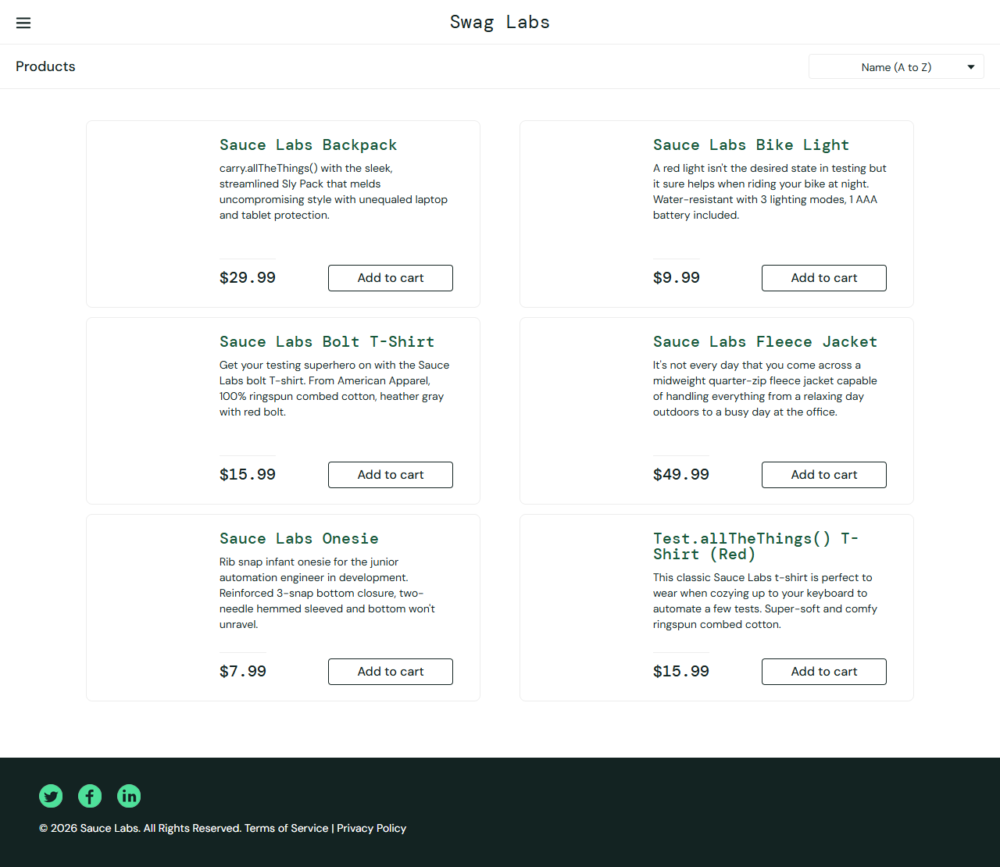 Swag Labs
Products
Name (A to Z)
Sauce Labs Backpack
carry.allTheThings() with the sleek,
streamlined Sly Pack that melds
uncompromising style with unequaled laptop
and tablet protection.
$29.99
Add to cart
Sauce Labs Bike Light
A red light isn't the desired state in testing but
it sure helps when riding your bike at night.
Water-resistant with 3 lighting modes, 1 AAA
battery included.
$9.99
Add to cart
Sauce Labs Bolt T-Shirt
Get your testing superhero on with the Sauce
Labs bolt T-shirt. From American Apparel,
100% ringspun combed cotton, heather gray
with red bolt.
$15.99
Add to cart
Sauce Labs Fleece Jacket
It's not every day that you come across a
midweight quarter-zip fleece jacket capable
of handling everything from a relaxing day
outdoors to a busy day at the office.
$49.99
Add to cart
Sauce Labs Onesie
Rib snap infant onesie for the junior
automation engineer in development.
Reinforced 3-snap bottom closure, two-
needle hemmed sleeved and bottom won't
unravel.
$7.99
Add to cart
Test.allTheThings() T-
Shirt (Red)
This classic Sauce Labs t-shirt is perfect to
wear when cozying up to your keyboard to
automate a few tests. Super-soft and comfy
ringspun combed cotton.
$15.99
Add to cart
© 2026 Sauce Labs. All Rights Reserved. Terms of Service | Privacy Policy